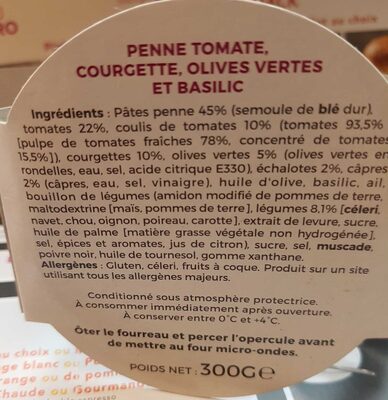 PENNE TOMATE,
COURGETTE, OLIVES VERTES
ET BASILIC
Ingrédients : Pâtes penne 45% (semoule de blé dur),
tomates 22%, coulis de tomates 10% (tomates 93,5%
[pulpe de tomates fraîches 78%, concentré de tomates
15,5%]), courgettes 10%, olives vertes 5% (olives vertes en
rondelles, eau, sel, acide citrique E330), échalotes 2%, câpres
2% (câpres, eau, sel, vinaigre), huile d'olive, basilic, ail,
bouillon de légumes (amidon modifié de pommes de terre,
maltodextrine [maïs, pommes de terre], légumes 8,1% [céleri,
navet, chou, oignon, poireau, carotte], extrait de levure, sucre,
huile de palme [matière grasse végétale non hydrogénée],
sel, épices et aromates, jus de citron), sucre, sel, muscade,
poivre noir, huile de tournesol, gomme xanthane.
Allergènes : Gluten, céleri, fruits à coque. Produit sur un site
utilisant tous les allergènes majeurs.
Conditionné sous atmosphère protectrice.
À consommer immédiatement après ouverture.
À conserver entre 0°C et +4°C.
Ôter le fourreau et percer l'opercule avant
de mettre au four micro-ondes.
POIDS NET : 300G℮
au choix
au choix ou